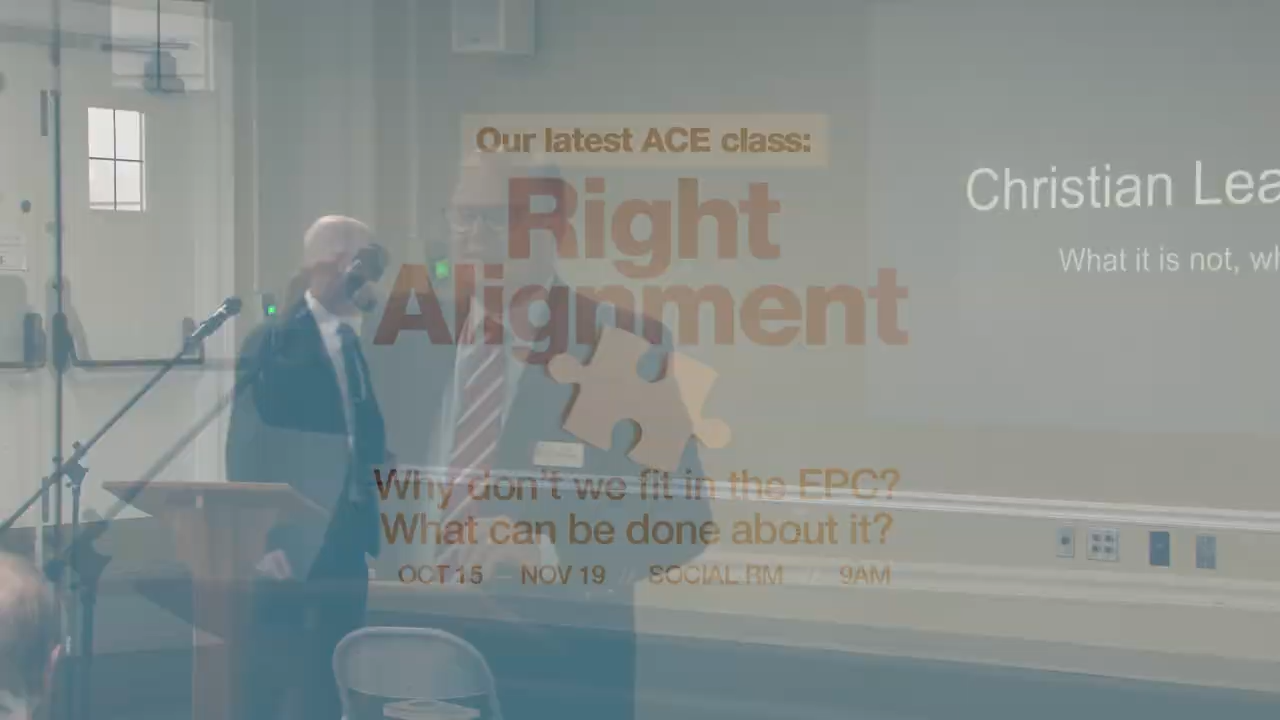 Our latest ACE class:
Right
Alignment
Christian Lea
What it is not, wh
Why don't we fit in the EPC?
What can be done about it?
OCT 15 — NOV 19 // SOCIAL RM // 9AM